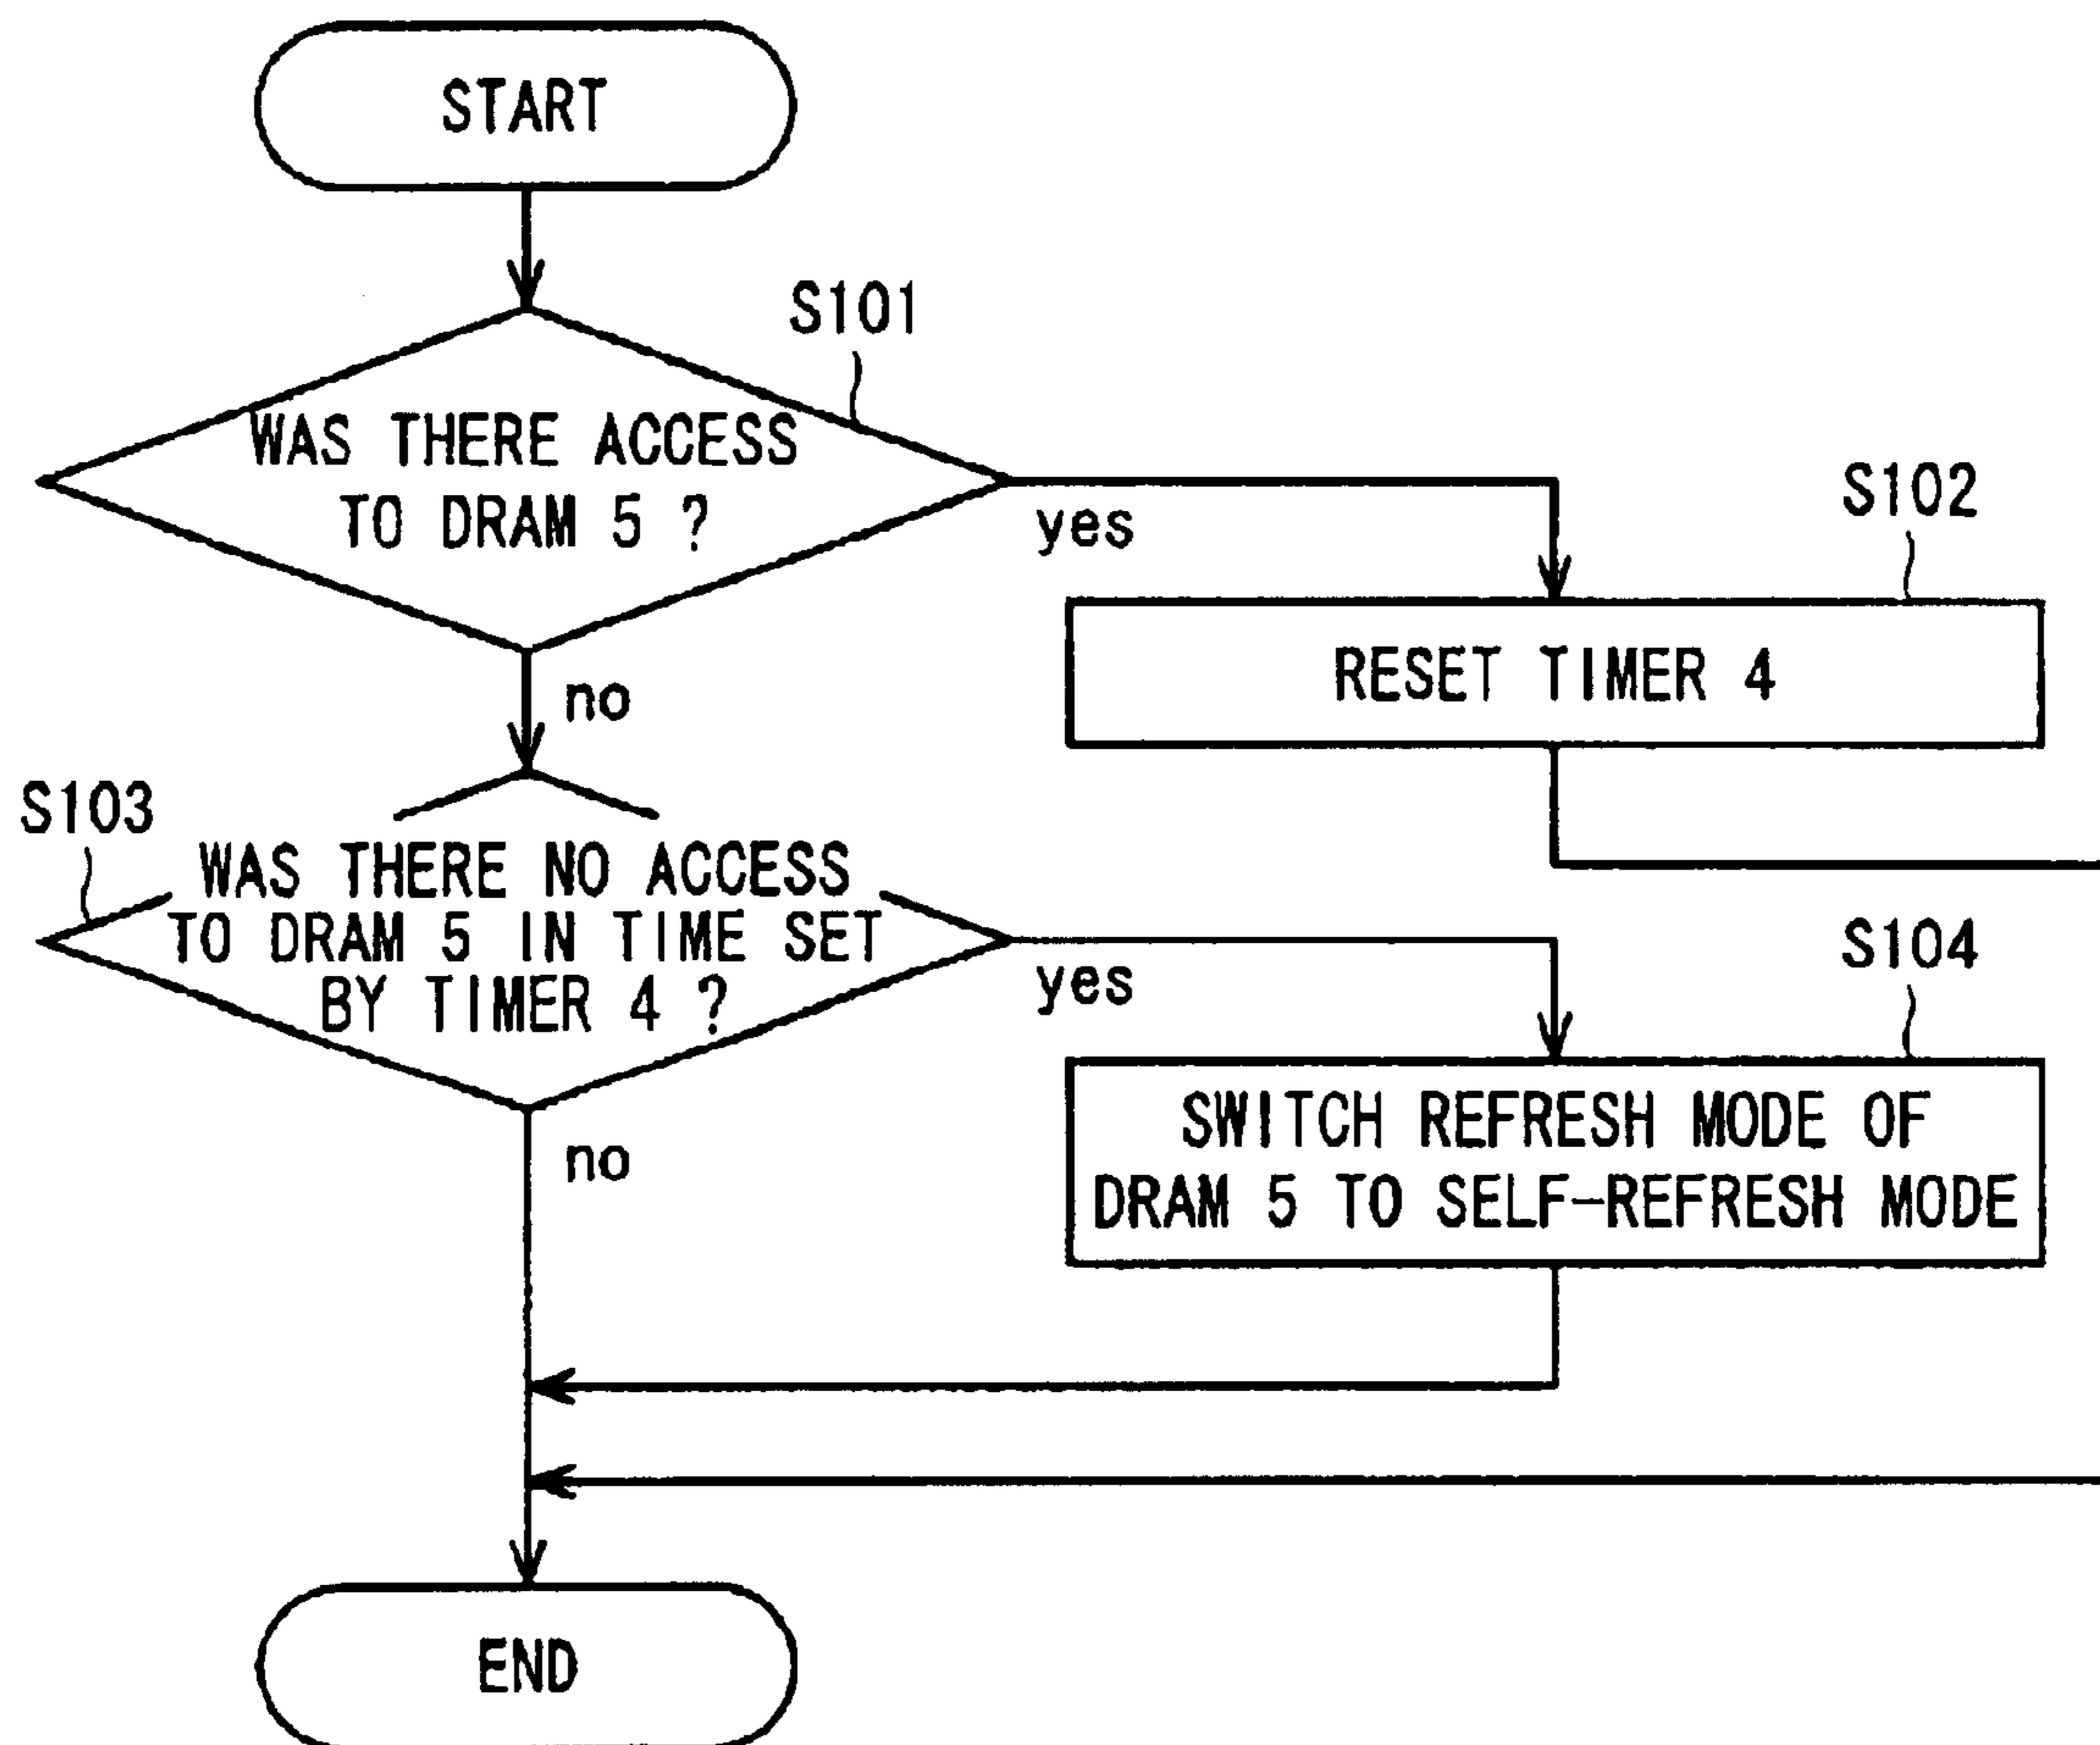 START
S101
WAS THERE ACCESS
TO DRAM 5 ?
yes
S102
RESET TIMER 4
no
S103
WAS THERE NO ACCESS
TO DRAM 5 IN TIME SET
BY TIMER 4 ?
yes
S104
SWITCH REFRESH MODE OF
DRAM 5 TO SELF-REFRESH MODE
no
END